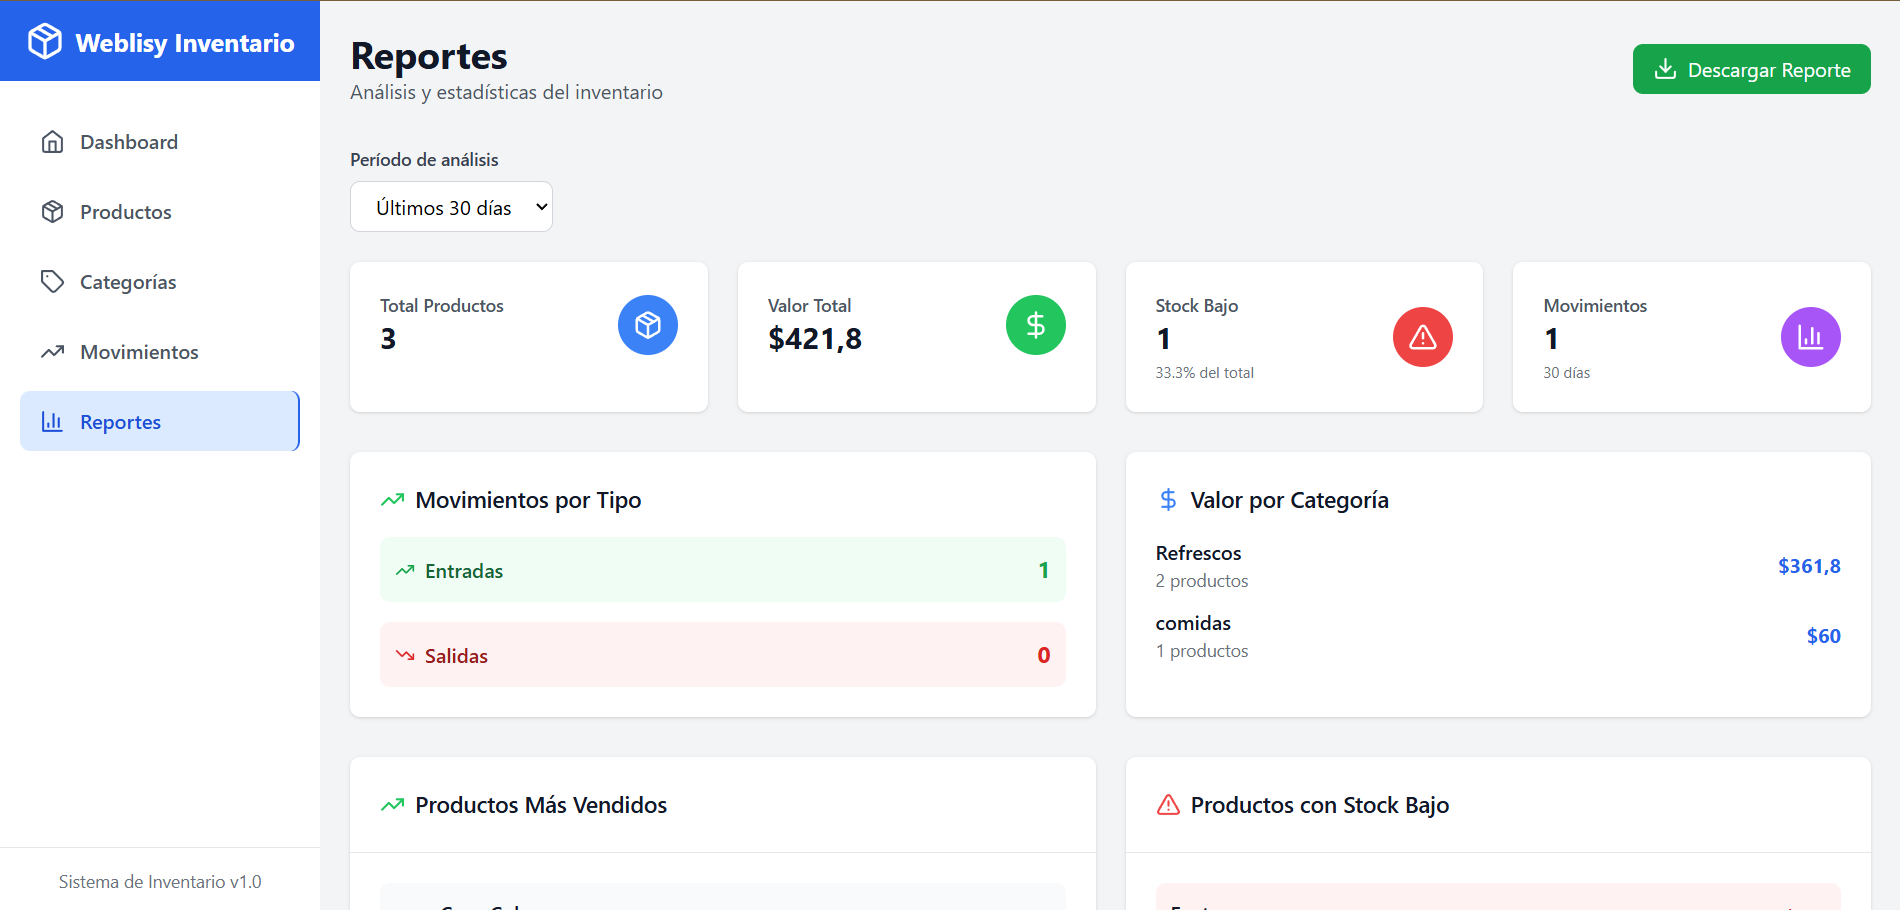 Weblisy Inventario
Dashboard
Productos
Categorías
Movimientos
Reportes
Sistema de Inventario v1.0
Reportes
Análisis y estadísticas del inventario
Descargar Reporte
Período de análisis
Últimos 30 días
Total Productos
3
Valor Total
$421,8
Stock Bajo
1
33.3% del total
Movimientos
1
30 días
Movimientos por Tipo
Entradas
1
Salidas
0
Valor por Categoría
Refrescos
2 productos
$361,8
comidas
1 productos
$60
Productos Más Vendidos
Productos con Stock Bajo